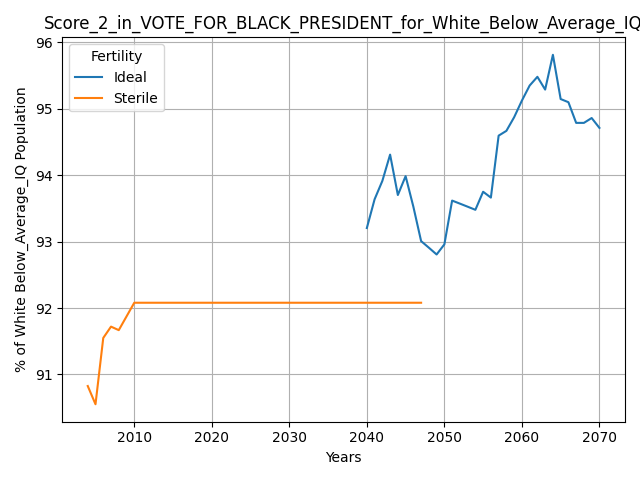 Score_2_in_VOTE_FOR_BLACK_PRESIDENT_for_White_Below_Average_IQ
Fertility
Ideal
Sterile
% of White Below_Average_IQ Population
96
95
94
93
92
91
2010 2020 2030 2040 2050 2060 2070
Years